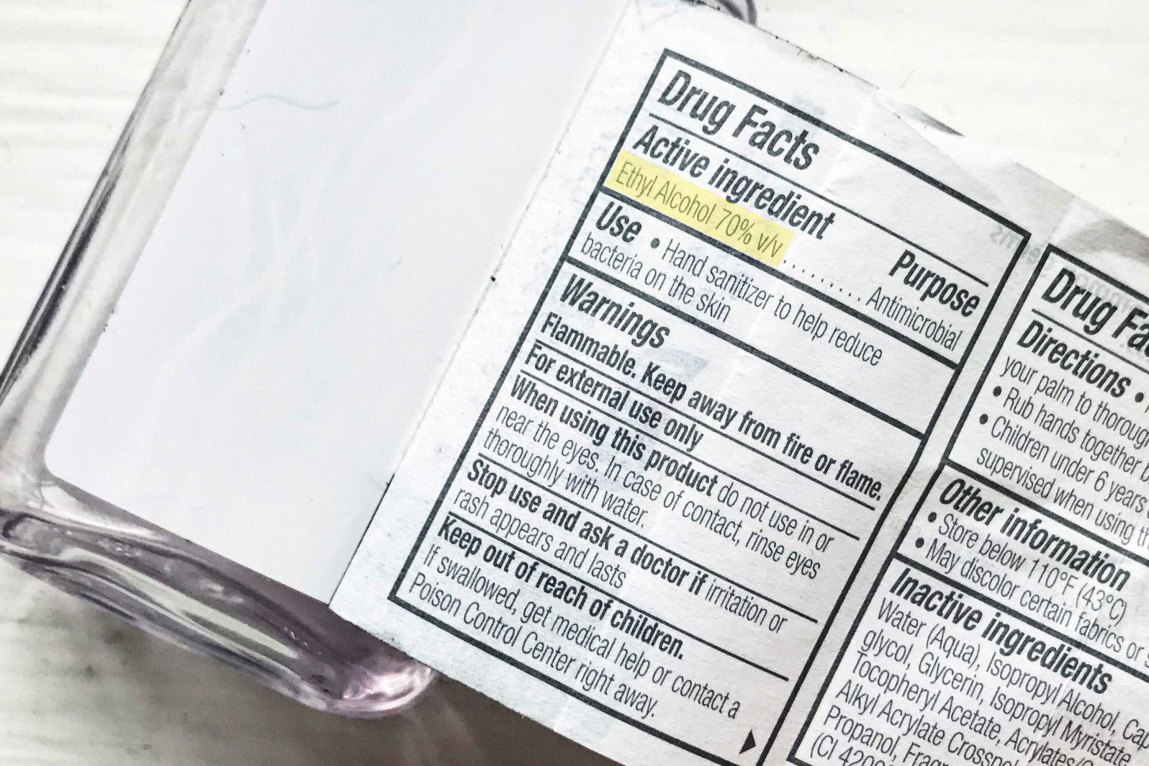 Drug Facts
Active ingredient
Purpose
Ethyl Alcohol 70% v/v.........Antimicrobial
Use • Hand sanitizer to help reduce
bacteria on the skin
Warnings
Flammable. Keep away from fire or flame.
For external use only
When using this product do not use in or
near the eyes. In case of contact, rinse eyes
thoroughly with water.
Stop use and ask a doctor if irritation or
rash appears and lasts
Keep out of reach of children.
If swallowed, get medical help or contact a
Poison Control Center right away.
Drug Fa
Directions •
your palm to thoroug
• Rub hands together b
• Children under 6 years
supervised when using th
Other information
• Store below 110°F (43°C)
• May discolor certain fabrics or
Inactive ingredients
Water (Aqua), Isopropyl Alcohol, Cap
glycol, Glycerin, Isopropyl Myristate,
Tocopheryl Acetate, Acrylates/C
Alkyl Acrylate Crossp
Propanol, Frag
(CI 4209